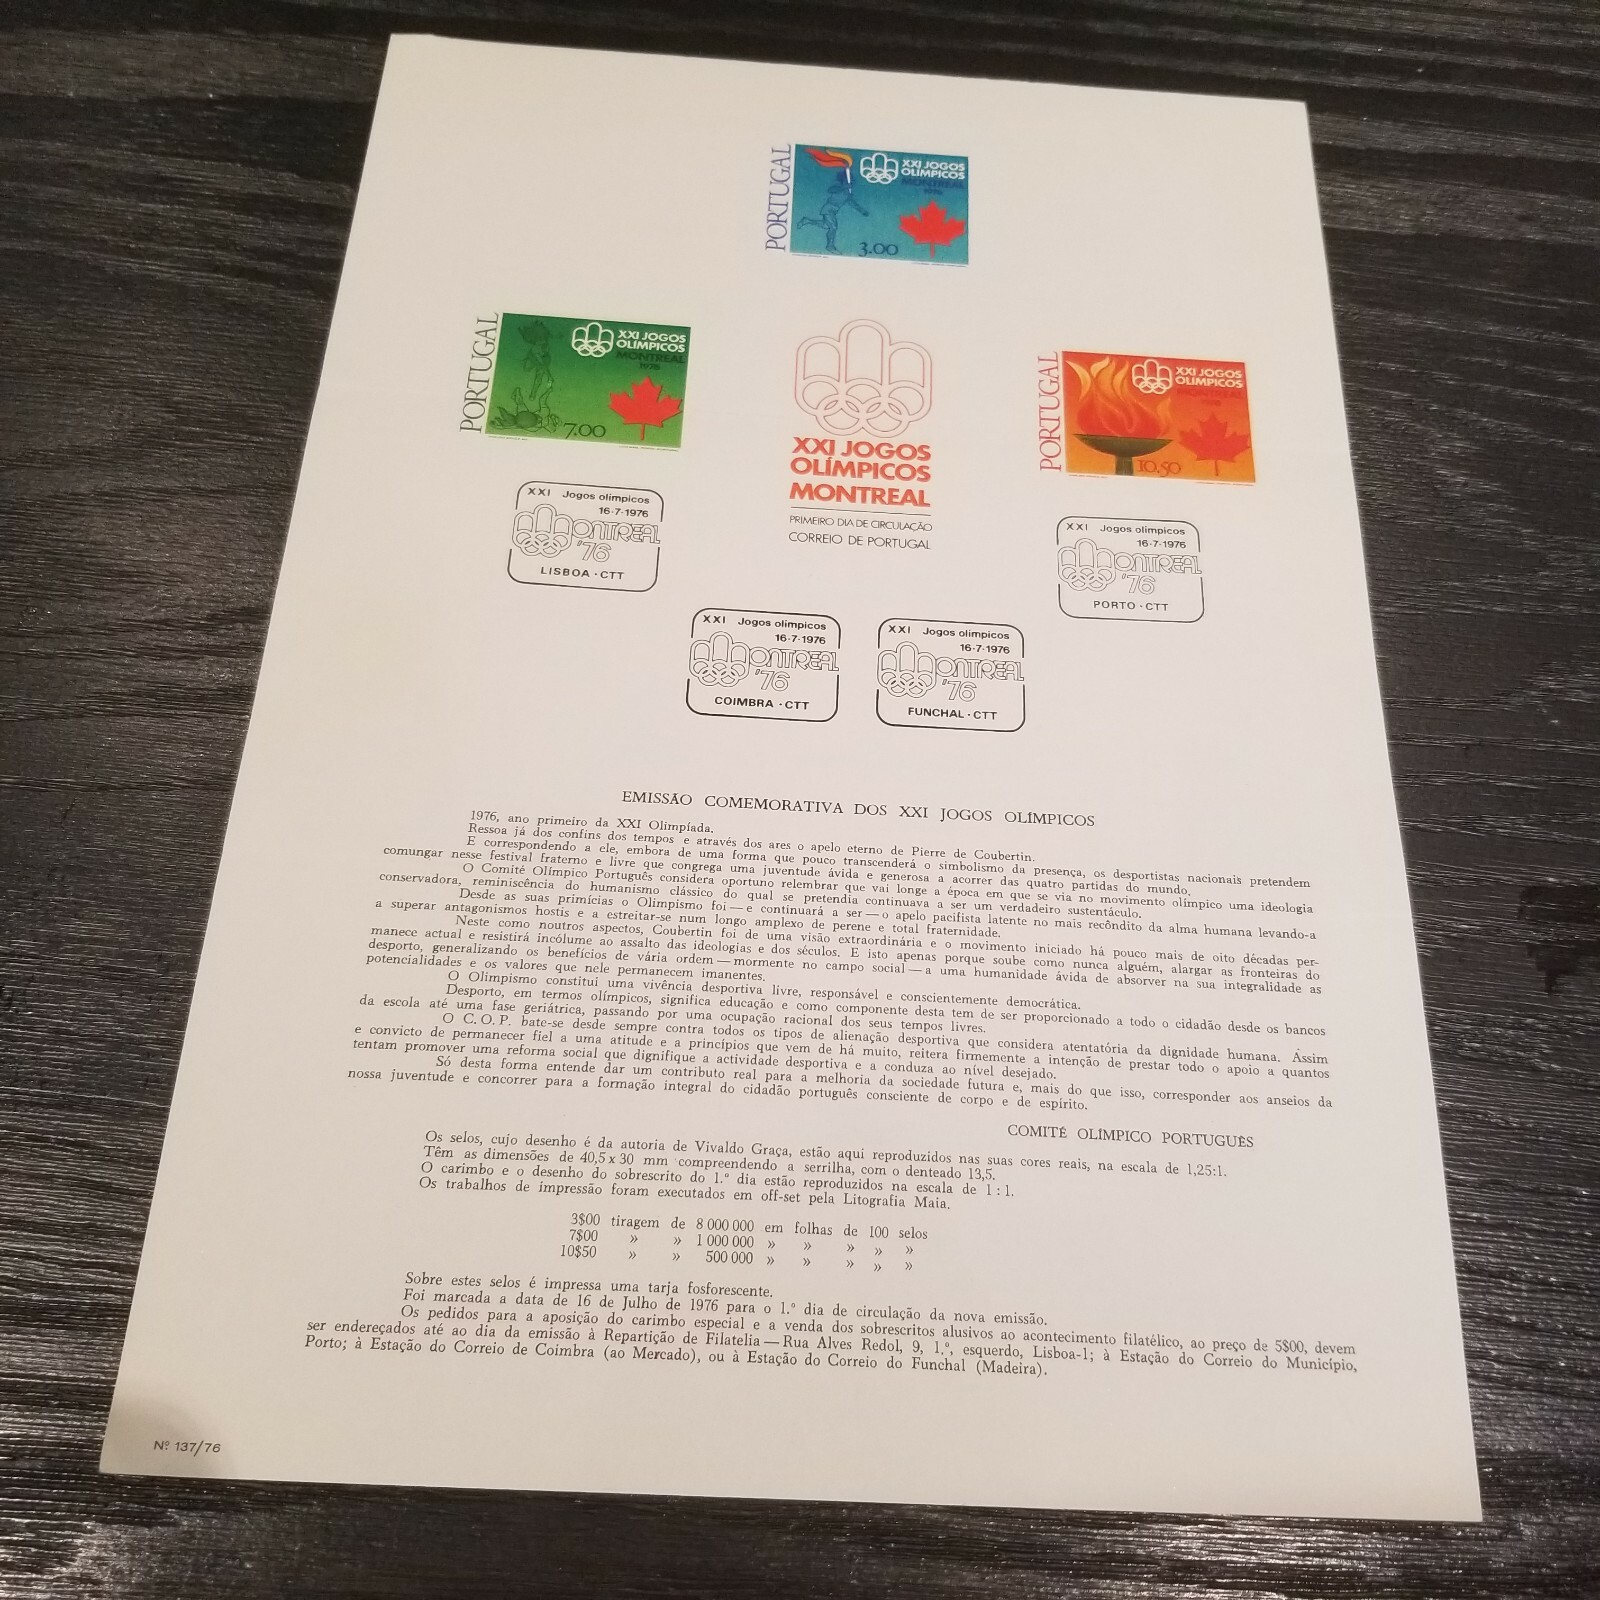 PORTUGAL
XXI JOGOS
OLIMPICOS
MONTREAL
1976
3.00
PORTUGAL
XXI JOGOS
OLIMPICOS
MONTREAL
1976
7.00
XXI JOGOS
OLÍMPICOS
MONTREAL
PRIMEIRO DIA DE CIRCULAÇÃO
CORREIO DE PORTUGAL
PORTUGAL
XXI JOGOS
OLIMPICOS
MONTREAL
1976
10.50
XXI Jogos olímpicos
16·7·1976
MONTREAL
'76
LISBOA · CTT
XXI Jogos olímpicos
16·7·1976
MONTREAL
'76
PORTO · CTT
XXI Jogos olímpicos
16·7·1976
MONTREAL
'76
COIMBRA · CTT
XXI Jogos olímpicos
16·7·1976
MONTREAL
'76
FUNCHAL · CTT
EMISSÃO COMEMORATIVA DOS XXI JOGOS OLÍMPICOS
1976, ano primeiro da XXI Olimpíada.
Ressoa já dos confins dos tempos e através dos ares o apelo eterno de Pierre de Coubertin.
E correspondendo a ele, embora de uma forma que pouco transcenderá o simbolismo da presença, os desportistas nacionais pretendem
comungar nesse festival fraterno e livre que congrega uma juventude ávida e generosa a acorrer das quatro partidas do mundo.
O Comité Olímpico Português considera oportuno relembrar que vai longe a época em que se via no movimento olímpico uma ideologia
conservadora, reminiscência do humanismo clássico do qual se pretendia continuava a ser um verdadeiro sustentáculo.
Desde as suas primícias o Olimpismo foi — e continuará a ser — o apelo pacifista latente no mais recôndito da alma humana levando-a
a superar antagonismos hostis e a estreitar-se num longo amplexo de perene e total fraternidade.
Neste como noutros aspectos, Coubertin foi de uma visão extraordinária e o movimento iniciado há pouco mais de oito décadas per-
manece actual e resistirá incólume ao assalto das ideologias e dos séculos. E isto apenas porque soube como nunca alguém, alargar as fronteiras do
desporto, generalizando os benefícios de vária ordem — mormente no campo social — a uma humanidade ávida de absorver na sua integralidade as
potencialidades e os valores que nele permanecem imanentes.
O Olimpismo constitui uma vivência desportiva livre, responsável e conscientemente democrática.
Desporto, em termos olímpicos, significa educação e como componente desta tem de ser proporcionado a todo o cidadão desde os bancos
da escola até uma fase geriátrica, passando por uma ocupação racional dos seus tempos livres.
O C. O. P. bate-se desde sempre contra todos os tipos de alienação desportiva que considera atentatória da dignidade humana. Assim
e convicto de permanecer fiel a uma atitude e a princípios que vem de há muito, reitera firmemente a intenção de prestar todo o apoio a quantos
tentam promover uma reforma social que dignifique a actividade desportiva e a conduza ao nível desejado.
Só desta forma entende dar um contributo real para a melhoria da sociedade futura e, mais do que isso, corresponder aos anseios da
nossa juventude e concorrer para a formação integral do cidadão português consciente de corpo e de espírito.
COMITÉ OLÍMPICO PORTUGUÊS
Os selos, cujo desenho é da autoria de Vivaldo Graça, estão aqui reproduzidos nas suas cores reais, na escala de 1,25:1.
Têm as dimensões de 40,5 x 30 mm compreendendo a serrilha, com o denteado 13,5.
O carimbo e o desenho do sobrescrito do 1.º dia estão reproduzidos na escala de 1 : 1.
Os trabalhos de impressão foram executados em off-set pela Litografia Maia.
3$00 tiragem de 8 000 000 em folhas de 100 selos
7$00 » » 1 000 000 » » » » »
10$50 » » 500 000 » » » » »
Sobre estes selos é impressa uma tarja fosforescente.
Foi marcada a data de 16 de Julho de 1976 para o 1.º dia de circulação da nova emissão.
Os pedidos para a aposição do carimbo especial e a venda dos sobrescritos alusivos ao acontecimento filatélico, ao preço de 5$00, devem
ser endereçados até ao dia da emissão à Repartição de Filatelia — Rua Alves Redol, 9, 1.º, esquerdo, Lisboa-1; à Estação do Correio do Município,
Porto; à Estação do Correio de Coimbra (ao Mercado), ou à Estação do Correio do Funchal (Madeira).
Nº 137/76